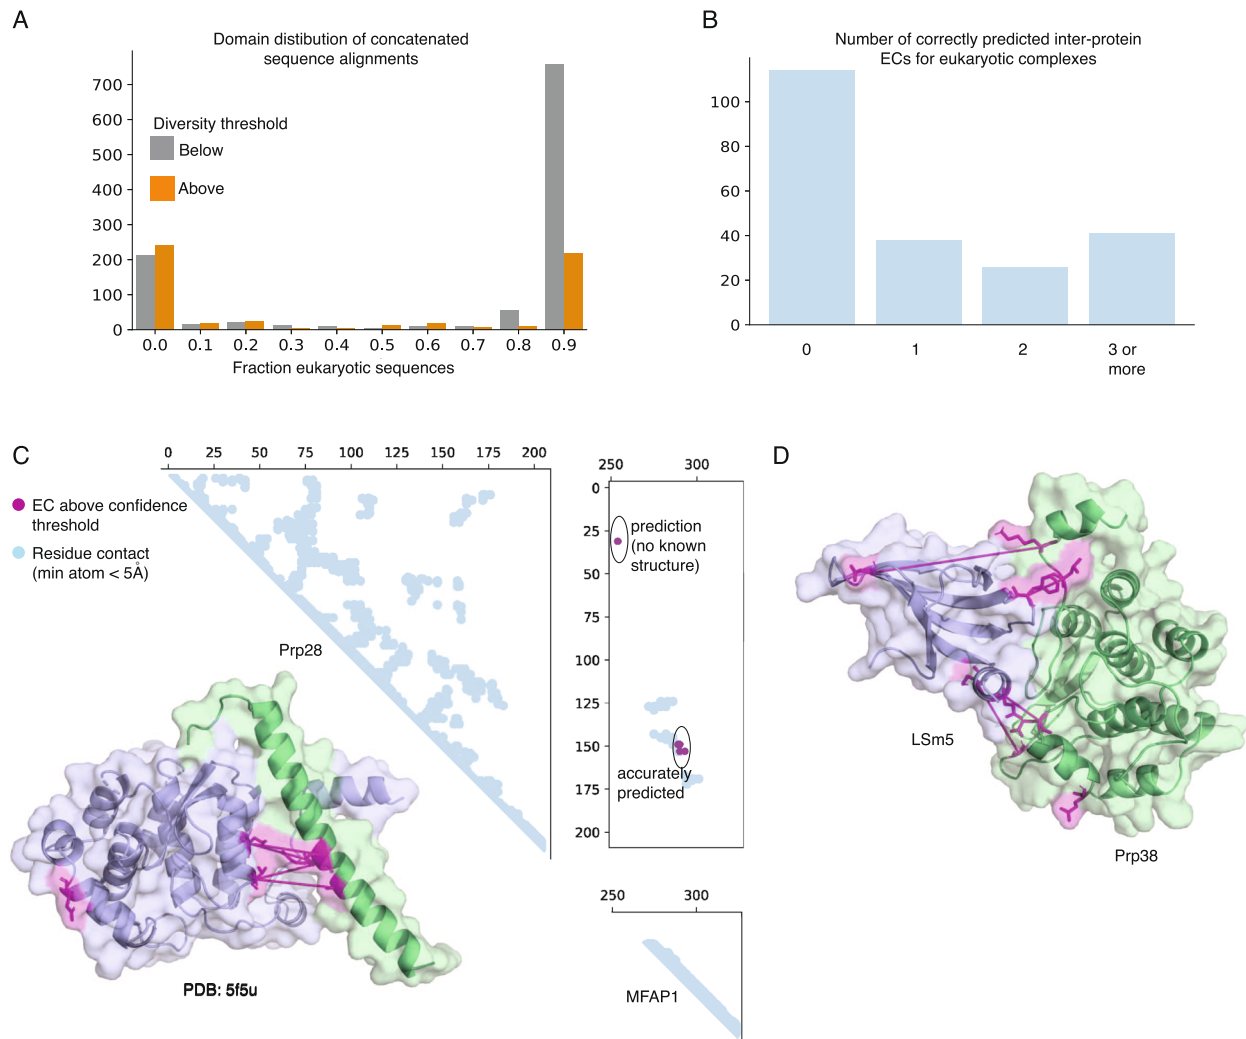 A
Domain distibution of concatenated
sequence alignments
700
600
500
400
300
200
100
0
Diversity threshold
Below
Above
0.0 0.1 0.2 0.3 0.4 0.5 0.6 0.7 0.8 0.9
Fraction eukaryotic sequences
B
Number of correctly predicted inter-protein
ECs for eukaryotic complexes
100
80
60
40
20
0
0 1 2 3 or
more
C
0 25 50 75 100 125 150 175 200
EC above confidence
threshold
Residue contact
(min atom < 5Å)
Prp28
PDB: 5f5u
250 300
0
25
50
75
100
125
150
175
200
prediction
(no known
structure)
accurately
predicted
250 300
MFAP1
D
LSm5
Prp38